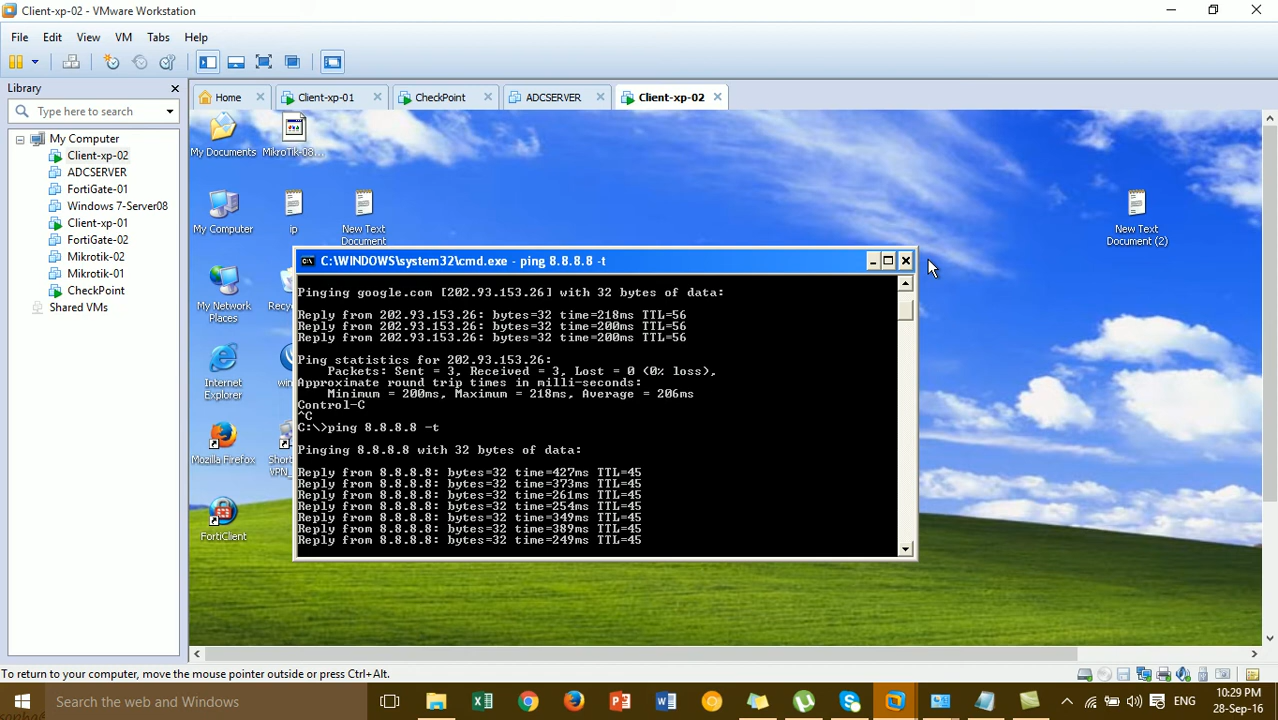 Client-xp-02 - VMware Workstation
File Edit View VM Tabs Help
Library
Type here to search
My Computer
Client-xp-02
ADCSERVER
FortiGate-01
Windows 7-Server08
Client-xp-01
FortiGate-02
Mikrotik-02
Mikrotik-01
CheckPoint
Shared VMs
Home Client-xp-01 CheckPoint ADCSERVER Client-xp-02
My Documents
MikroTik-08...
My Computer
ip
New Text
Document
New Text
Document (2)
My Network
Places
Internet
Explorer
Mozilla Firefox
FortiClient
C:\WINDOWS\system32\cmd.exe - ping 8.8.8.8 -t
Pinging google.com [202.93.153.26] with 32 bytes of data:
Reply from 202.93.153.26: bytes=32 time=218ms TTL=56
Reply from 202.93.153.26: bytes=32 time=200ms TTL=56
Reply from 202.93.153.26: bytes=32 time=200ms TTL=56
Ping statistics for 202.93.153.26:
Packets: Sent = 3, Received = 3, Lost = 0 (0% loss),
Approximate round trip times in milli-seconds:
Minimum = 200ms, Maximum = 218ms, Average = 206ms
Control-C
^C
C:\>ping 8.8.8.8 -t
Pinging 8.8.8.8 with 32 bytes of data:
Reply from 8.8.8.8: bytes=32 time=427ms TTL=45
Reply from 8.8.8.8: bytes=32 time=373ms TTL=45
Reply from 8.8.8.8: bytes=32 time=261ms TTL=45
Reply from 8.8.8.8: bytes=32 time=254ms TTL=45
Reply from 8.8.8.8: bytes=32 time=349ms TTL=45
Reply from 8.8.8.8: bytes=32 time=389ms TTL=45
Reply from 8.8.8.8: bytes=32 time=249ms TTL=45
To return to your computer, move the mouse pointer outside or press Ctrl+Alt.
Search the web and Windows
ENG
10:29 PM
28-Sep-16